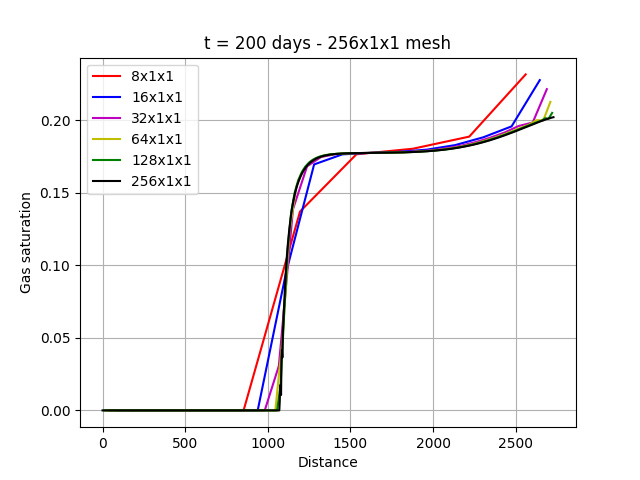 t = 200 days - 256x1x1 mesh
8x1x1
16x1x1
32x1x1
64x1x1
128x1x1
256x1x1
Gas saturation
0.20
0.15
0.10
0.05
0.00
0 500 1000 1500 2000 2500
Distance